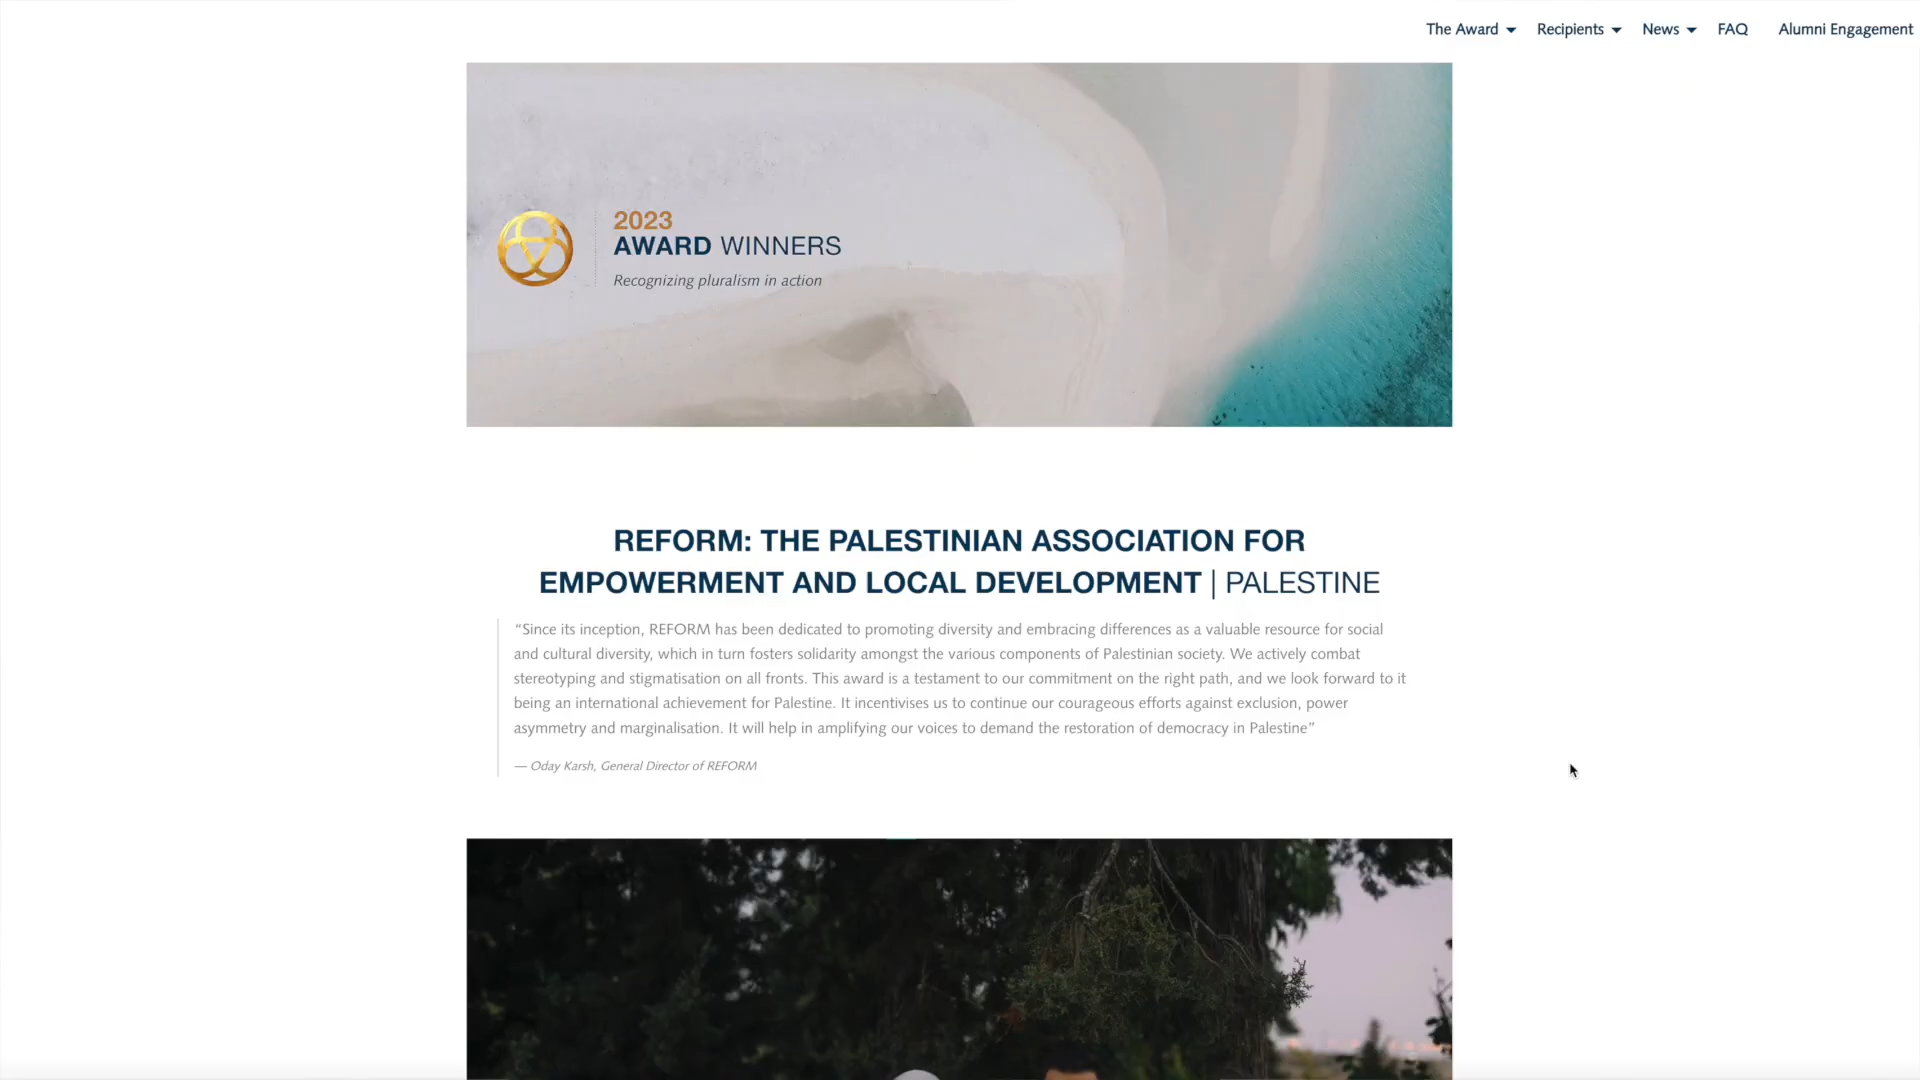 The Award
Recipients
News
FAQ
Alumni Engagement
2023
AWARD WINNERS
Recognizing pluralism in action
REFORM: THE PALESTINIAN ASSOCIATION FOR
EMPOWERMENT AND LOCAL DEVELOPMENT | PALESTINE
“Since its inception, REFORM has been dedicated to promoting diversity and embracing differences as a valuable resource for social
and cultural diversity, which in turn fosters solidarity amongst the various components of Palestinian society. We actively combat
stereotyping and stigmatisation on all fronts. This award is a testament to our commitment on the right path, and we look forward to it
being an international achievement for Palestine. It incentivises us to continue our courageous efforts against exclusion, power
asymmetry and marginalisation. It will help in amplifying our voices to demand the restoration of democracy in Palestine”
— Oday Karsh, General Director of REFORM